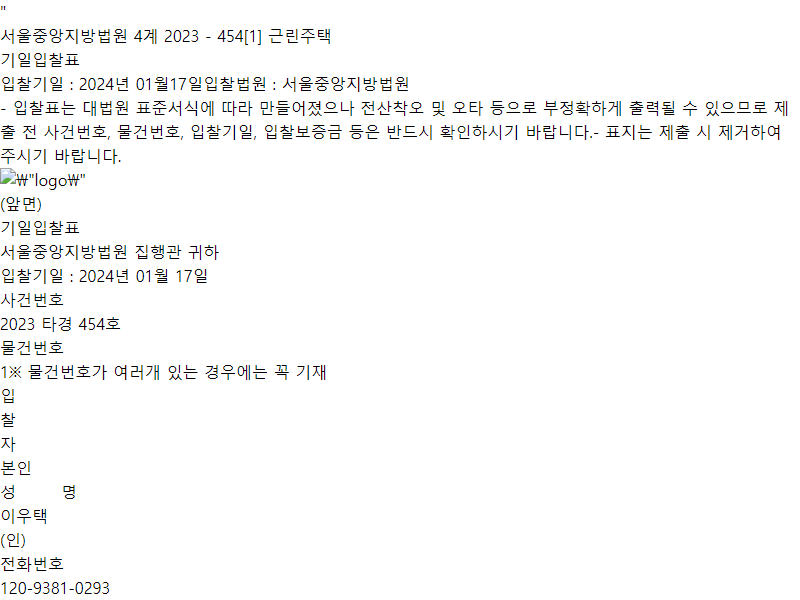 "
서울중앙지방법원 4계 2023 - 454[1] 근린주택
기일입찰표
입찰기일 : 2024년 01월17일입찰법원 : 서울중앙지방법원
- 입찰표는 대법원 표준서식에 따라 만들어졌으나 전산착오 및 오타 등으로 부정확하게 출력될 수 있으므로 제
출 전 사건번호, 물건번호, 입찰기일, 입찰보증금 등은 반드시 확인하시기 바랍니다.- 표지는 제출 시 제거하여
주시기 바랍니다.
₩"logo₩"
(앞면)
기일입찰표
서울중앙지방법원 집행관 귀하
입찰기일 : 2024년 01월 17일
사건번호
2023 타경 454호
물건번호
1※ 물건번호가 여러개 있는 경우에는 꼭 기재
입
찰
자
본인
성 명
이우택
(인)
전화번호
120-9381-0293